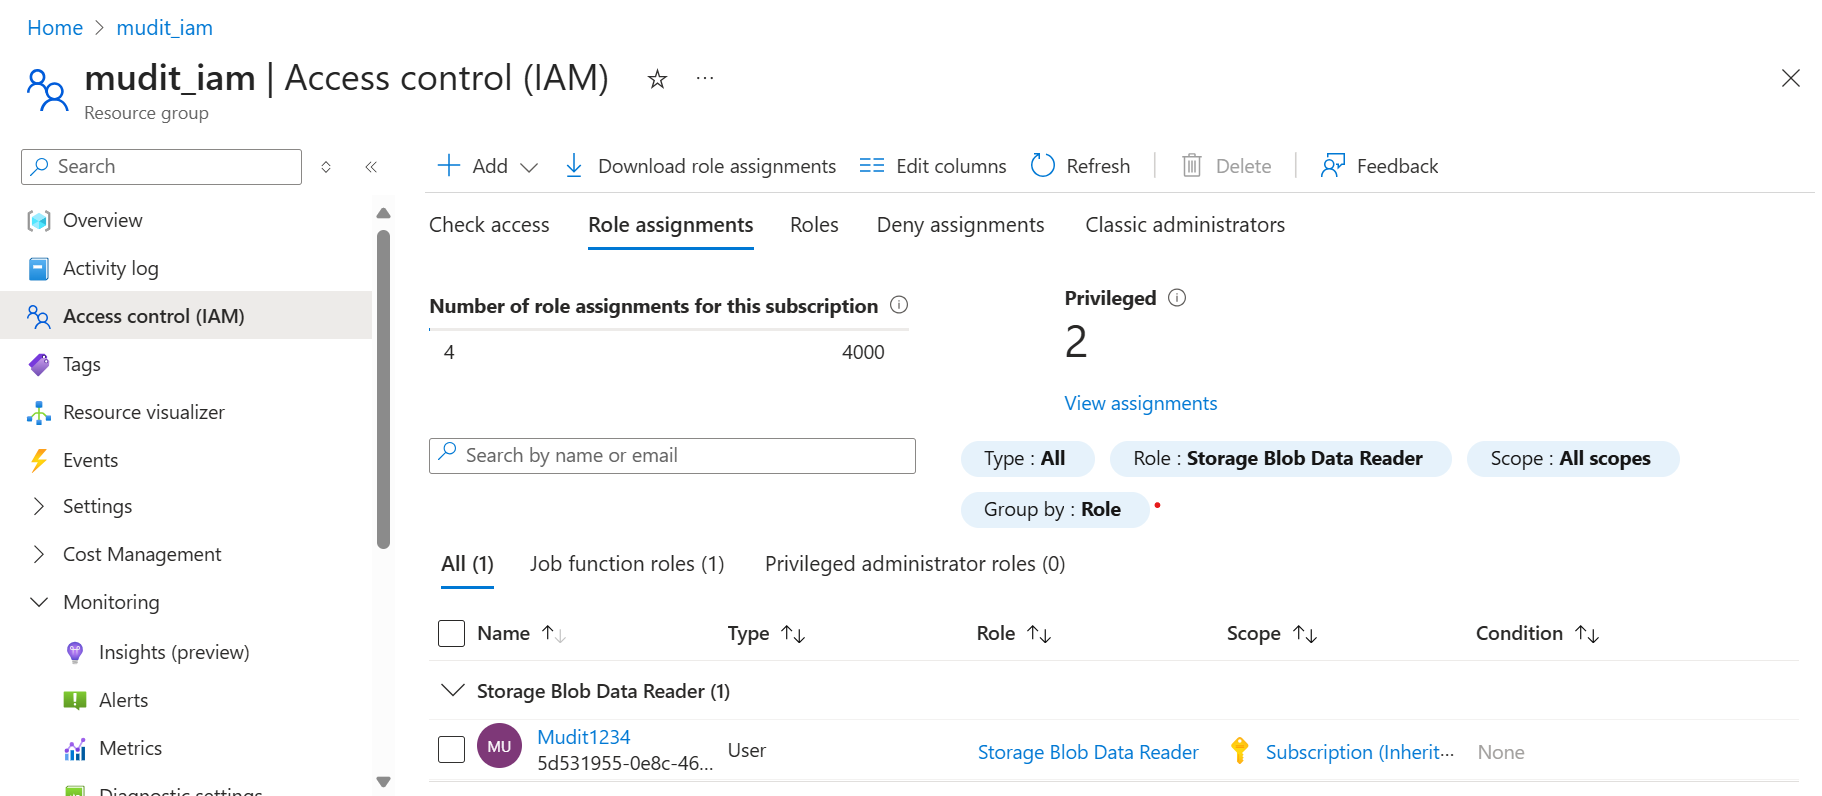 Home > mudit_iam
mudit_iam | Access control (IAM)
Resource group
Search
Overview
Activity log
Access control (IAM)
Tags
Resource visualizer
Events
Settings
Cost Management
Monitoring
Insights (preview)
Alerts
Metrics
Diagnostic settings
Add
Download role assignments
Edit columns
Refresh
Delete
Feedback
Check access
Role assignments
Roles
Deny assignments
Classic administrators
Number of role assignments for this subscription
4
4000
Privileged
2
View assignments
Search by name or email
Type : All
Role : Storage Blob Data Reader
Scope : All scopes
Group by : Role
All (1)
Job function roles (1)
Privileged administrator roles (0)
Name
Type
Role
Scope
Condition
Storage Blob Data Reader (1)
MU
Mudit1234
5d531955-0e8c-46...
User
Storage Blob Data Reader
Subscription (Inherit...
None